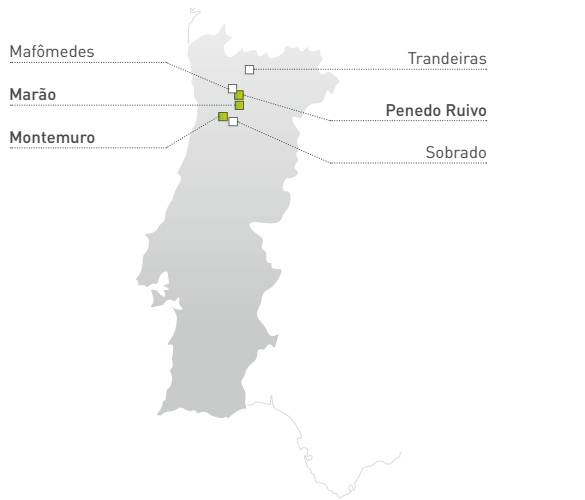 Mafômedes
Trandeiras
Marão
Penedo Ruivo
Montemuro
Sobrado